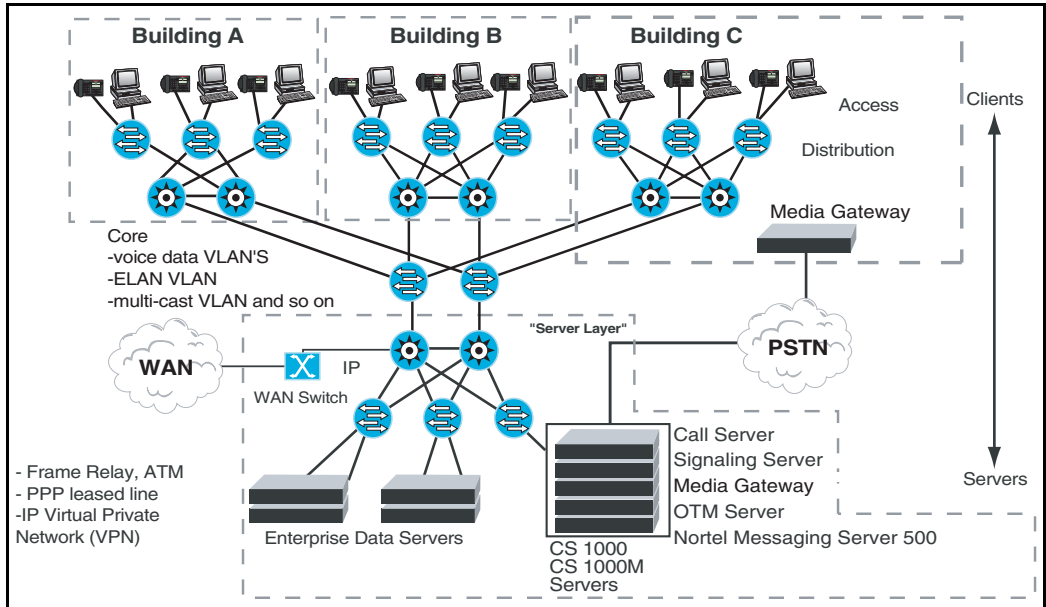 Building A
Building B
Building C
Access
Clients
Distribution
Media Gateway
Core
-voice data VLAN'S
-ELAN VLAN
-multi-cast VLAN and so on
"Server Layer"
WAN
IP
PSTN
WAN Switch
Call Server
Signaling Server
Media Gateway
OTM Server
Nortel Messaging Server 500
Servers
- Frame Relay, ATM
- PPP leased line
-IP Virtual Private
Network (VPN)
Enterprise Data Servers
CS 1000
CS 1000M
Servers